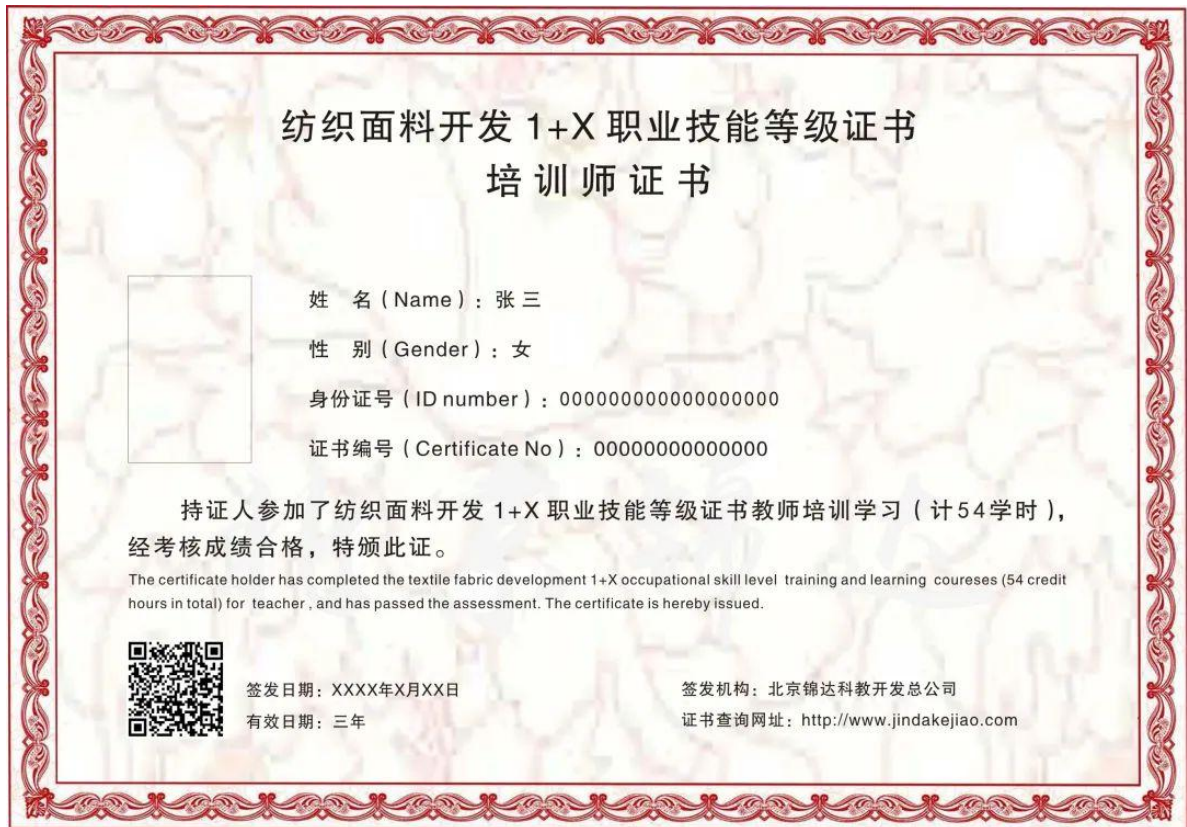 纺织面料开发 1+X 职业技能等级证书
培训师证书
姓 名(Name):张 三
性 别(Gender):女
身份证号(ID number):000000000000000000
证书编号(Certificate No):00000000000000
持证人参加了纺织面料开发 1+X 职业技能等级证书教师培训学习(计54学时),
经考核成绩合格,特颁此证。
The certificate holder has completed the textile fabric development 1+X occupational skill level training and learning coureses (54 credit
hours in total) for teacher , and has passed the assessment. The certificate is hereby issued.
签发日期:XXXX年X月XX日
有效日期:三年
签发机构:北京锦达科教开发总公司
证书查询网址:http://www.jindakejiao.com